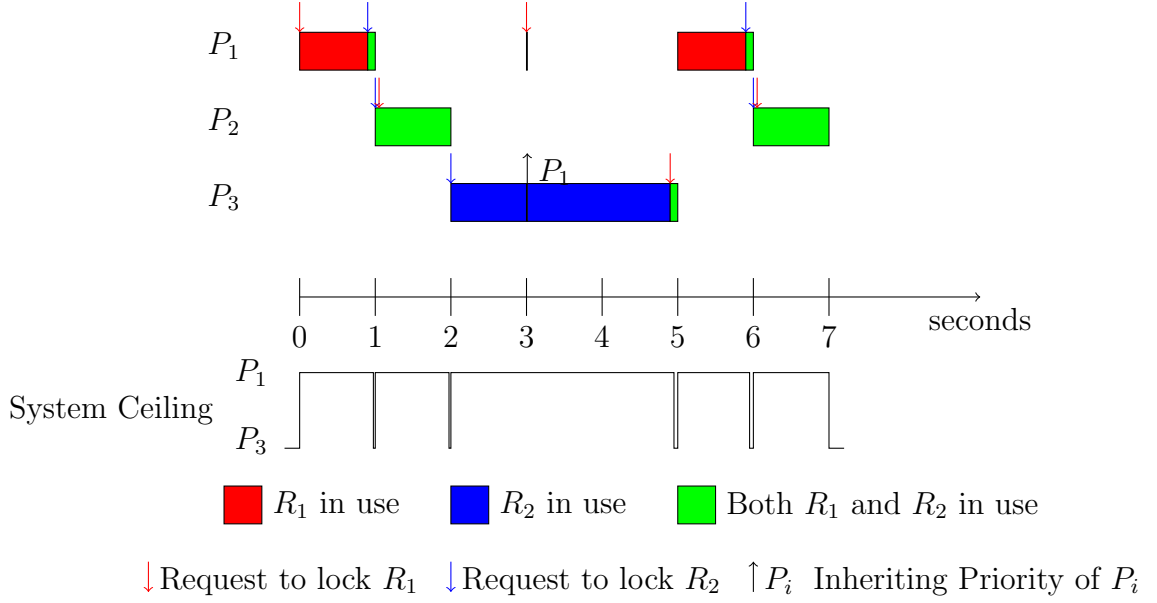 P₁
P₂
P₁
P₃
seconds
0 1 2 3 4 5 6 7
P₁
System Ceiling
P₃
R₁ in use R₂ in use Both R₁ and R₂ in use
Request to lock R₁ Request to lock R₂ Pᵢ Inheriting Priority of Pᵢ